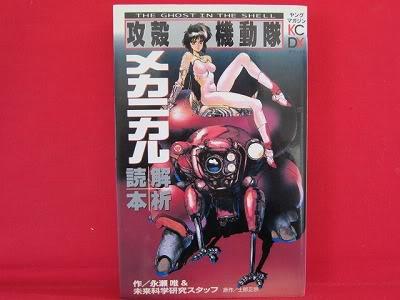 THE GHOST IN THE SHELL
攻殻機動隊
ヤング
マガジン
KC
DX
メカニカル
解析
読本
作／永瀬 唯 &
未来科学研究スタッフ
原作／士郎正宗